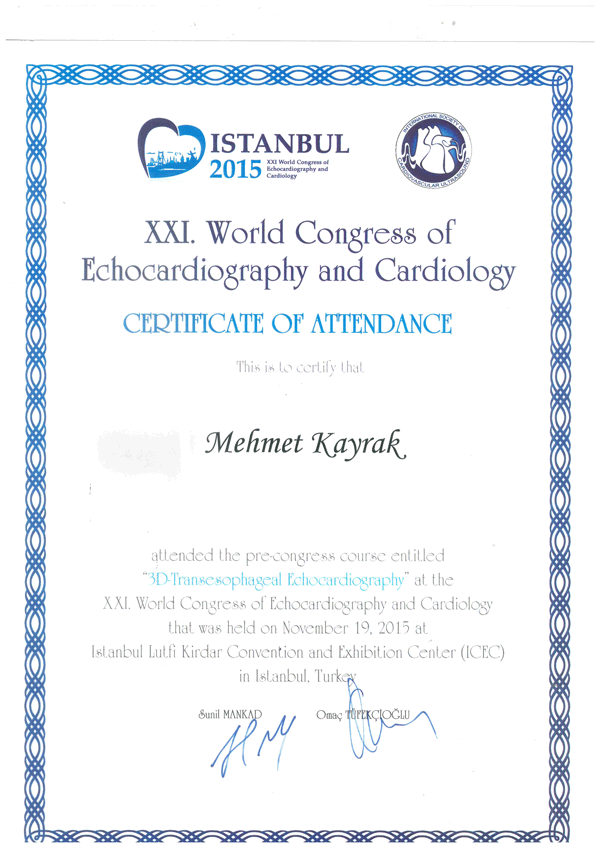 ISTANBUL
2015 XXI World Congress of
Echocardiography and
Cardiology
INTERNATIONAL SOCIETY OF
CARDIOVASCULAR ULTRASOUND
XXI. World Congress of
Echocardiography and Cardiology
CERTIFICATE OF ATTENDANCE
This is to certify that
Mehmet Kayrak
attended the pre-congress course entitled
"3D-Transesophageal Echocardiography" at the
XXI. World Congress of Echocardiography and Cardiology
that was held on November 19, 2015 at
Istanbul Lutfi Kirdar Convention and Exhibition Center (ICEC)
in Istanbul, Turkey
Sunil MANKAD Omaç TÜFEKÇİOĞLU